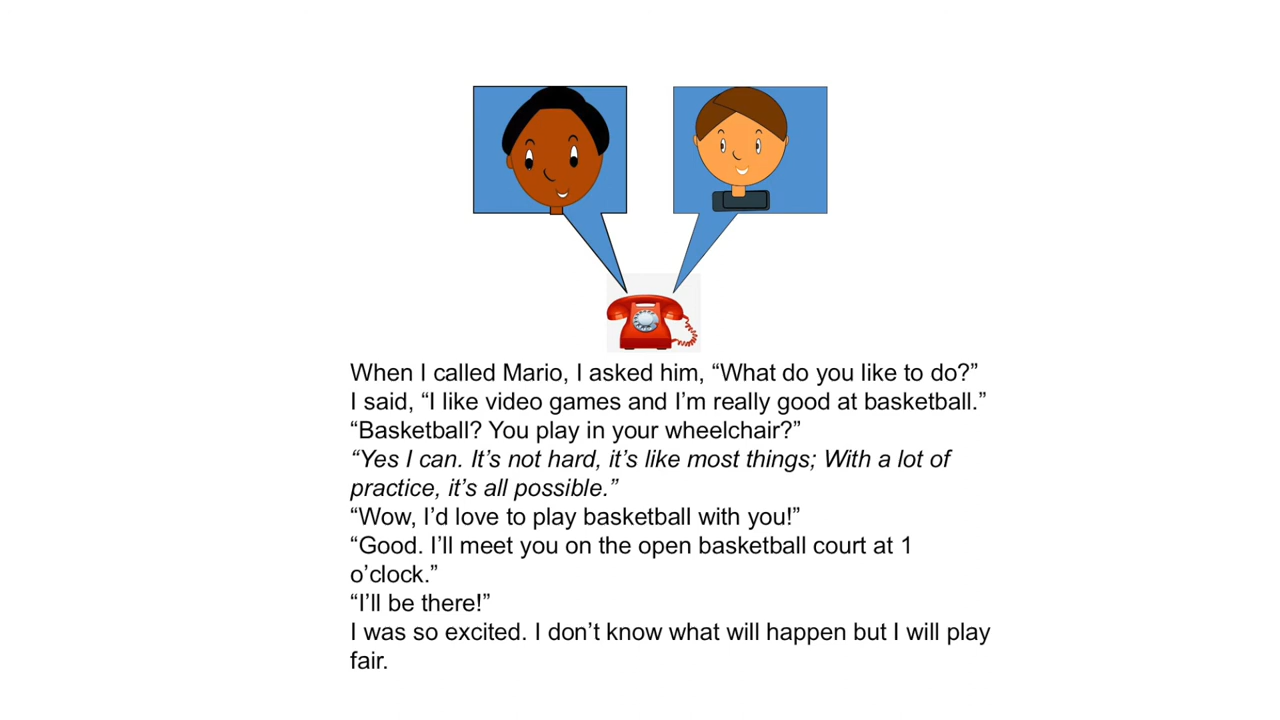 When I called Mario, I asked him, “What do you like to do?”
I said, “I like video games and I’m really good at basketball.”
“Basketball? You play in your wheelchair?”
“Yes I can. It’s not hard, it’s like most things; With a lot of
practice, it’s all possible.”
“Wow, I’d love to play basketball with you!”
“Good. I’ll meet you on the open basketball court at 1
o’clock.”
“I’ll be there!”
I was so excited. I don’t know what will happen but I will play
fair.